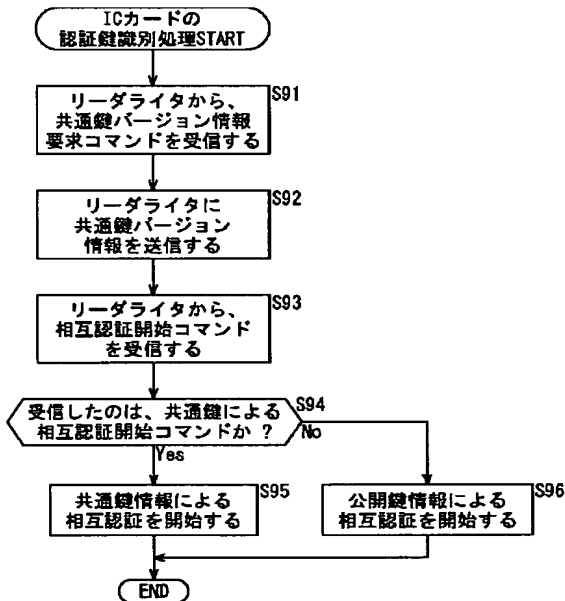 ICカードの
認証鍵識別処理START
リーダライタから、
共通鍵バージョン情報
要求コマンドを受信する
S91
リーダライタに
共通鍵バージョン
情報を送信する
S92
リーダライタから、
相互認証開始コマンド
を受信する
S93
受信したのは、共通鍵による
相互認証開始コマンドか ?
S94
No
Yes
共通鍵情報による
相互認証を開始する
S95
公開鍵情報による
相互認証を開始する
S96
END